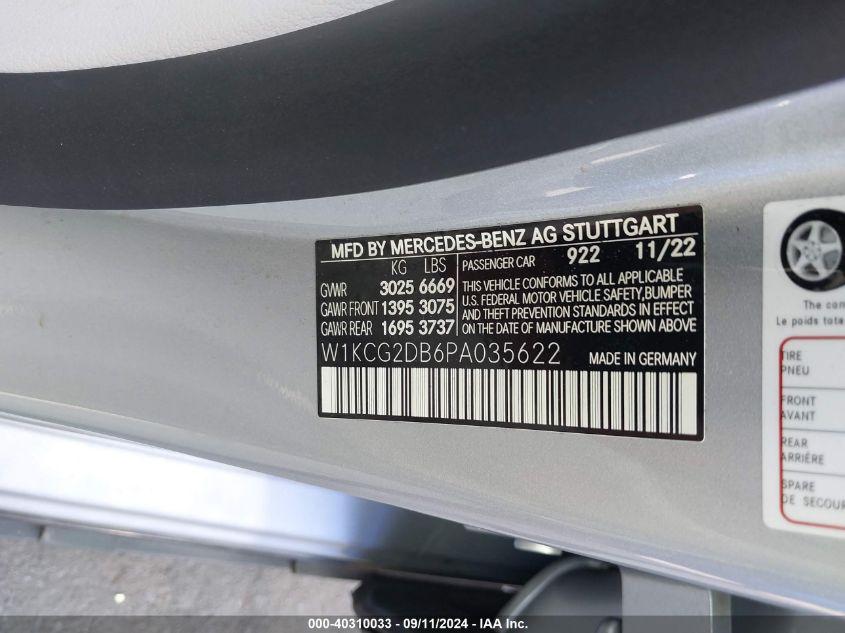 MFD BY MERCEDES-BENZ AG STUTTGART
KG LBS
GVWR 3025 6669
GAWR FRONT 1395 3075
GAWR REAR 1695 3737
PASSENGER CAR 922 11/22
THIS VEHICLE CONFORMS TO ALL APPLICABLE
U.S. FEDERAL MOTOR VEHICLE SAFETY, BUMPER
AND THEFT PREVENTION STANDARDS IN EFFECT
ON THE DATE OF MANUFACTURE SHOWN ABOVE
W1KCG2DB6PA035622 MADE IN GERMANY
The com
Le poids tota
TIRE
PNEU
FRONT
AVANT
REAR
ARRIÈRE
SPARE
DE SECOUR
000-40310033 - 09/11/2024 - IAA Inc.